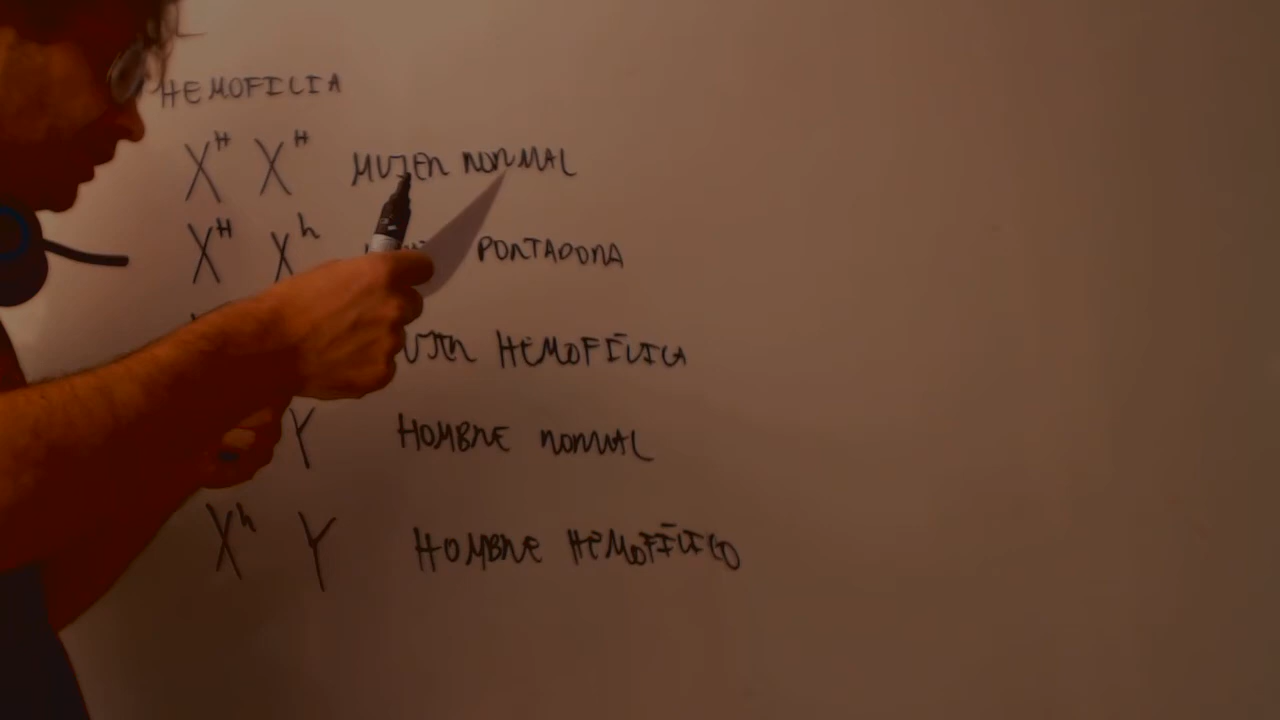 HEMOFILIA
X^H X^H MUJER NORMAL
X^H X^h PORTADORA
HEMOFÍLICA
Y HOMBRE NORMAL
X^h Y HOMBRE HEMOFÍLICO